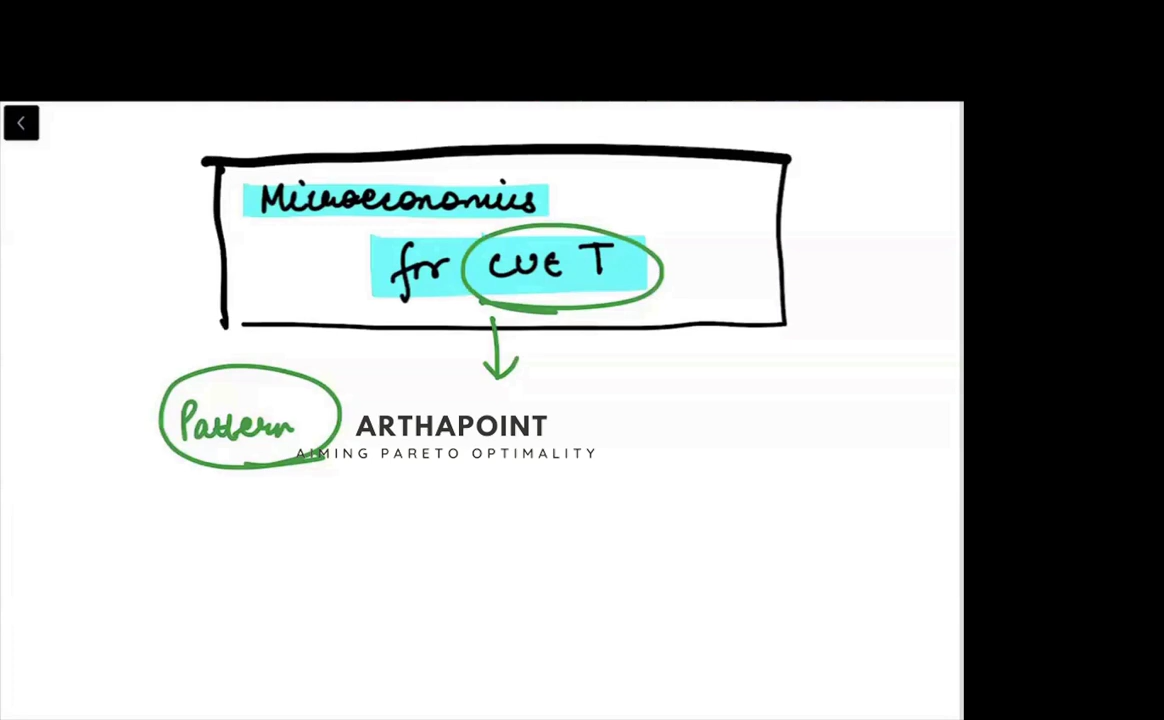 Microeconomics
for CUET
Pattern
ARTHAPOINT
AIMING PARETO OPTIMALITY